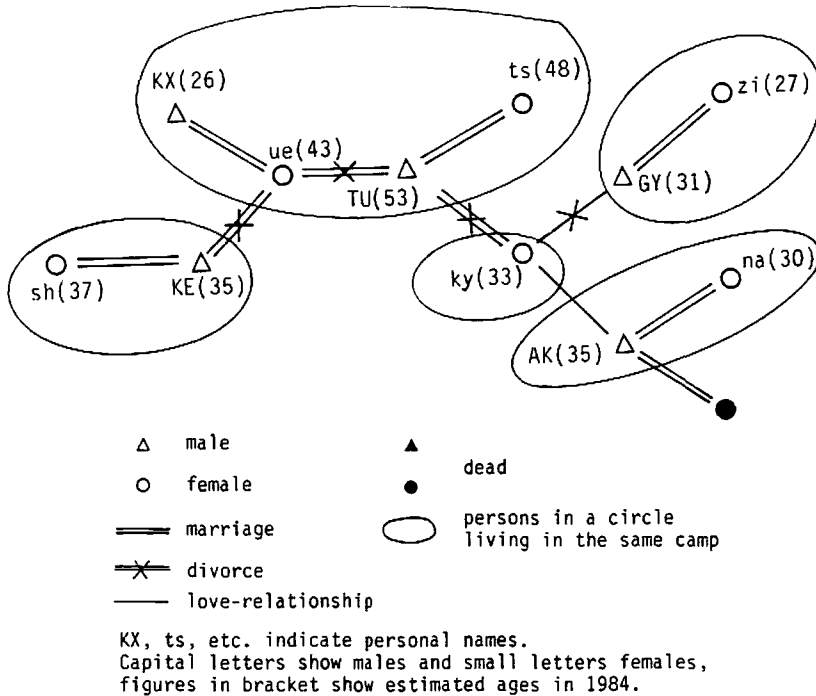 KX(26)
ts(48)
zi(27)
ue(43)
TU(53)
GY(31)
sh(37)
KE(35)
ky(33)
na(30)
AK(35)
male
female
marriage
divorce
love-relationship
dead
persons in a circle
living in the same camp
KX, ts, etc. indicate personal names.
Capital letters show males and small letters females,
figures in bracket show estimated ages in 1984.